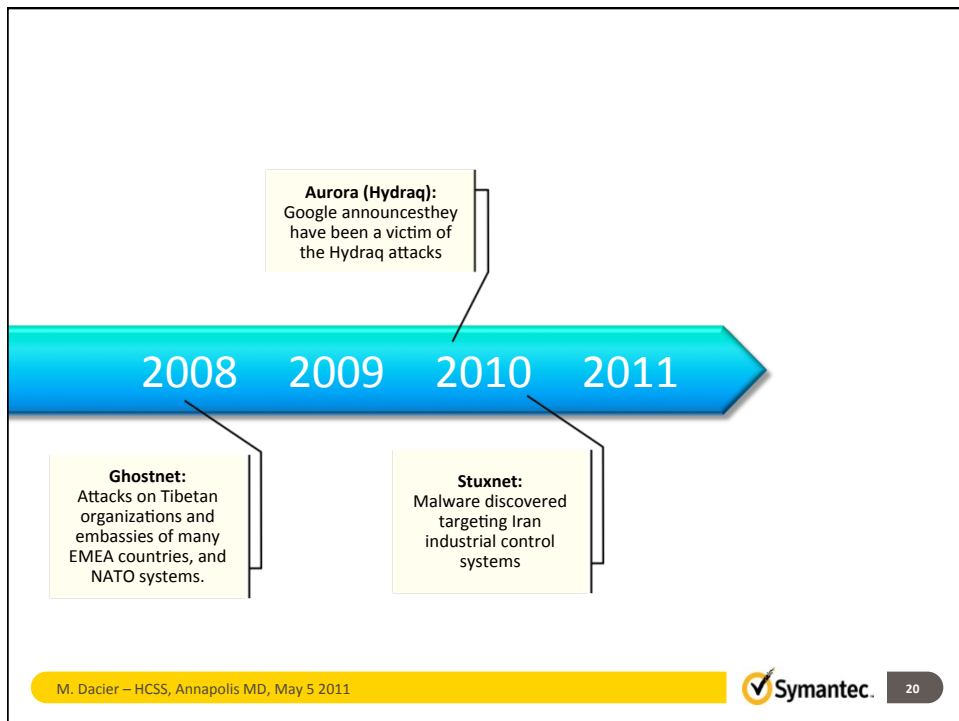 Aurora (Hydraq):
Google announcesthey
have been a victim of
the Hydraq attacks
2008 2009 2010 2011
Ghostnet:
Attacks on Tibetan
organizations and
embassies of many
EMEA countries, and
NATO systems.
Stuxnet:
Malware discovered
targeting Iran
industrial control
systems
M. Dacier – HCSS, Annapolis MD, May 5 2011
Symantec.
20